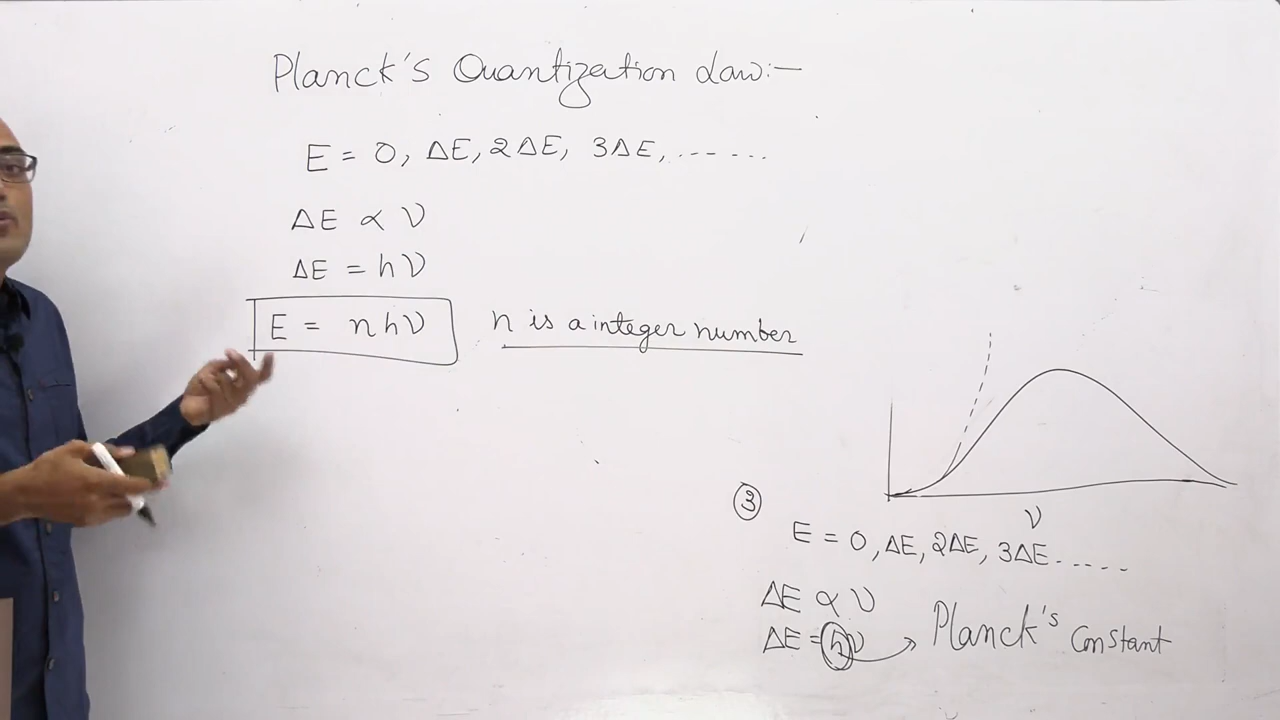 Planck's Quantization Law:-
E = 0, ΔE, 2ΔE, 3ΔE, ......
ΔE ∝ ν
ΔE = hν
E = nhν
n is a integer number
ν
3
E = 0, ΔE, 2ΔE, 3ΔE.....
ΔE ∝ ν
ΔE = hν → Planck's Constant